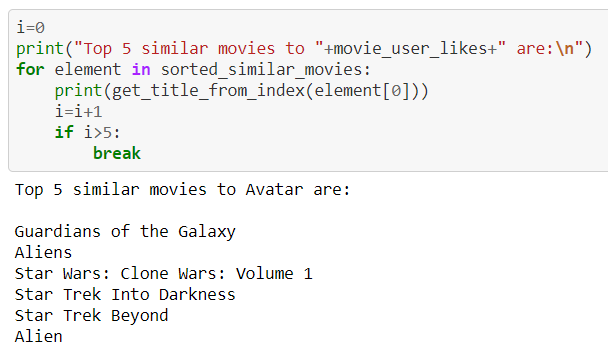 i=0
print("Top 5 similar movies to "+movie_user_likes+" are:\n")
for element in sorted_similar_movies:
    print(get_title_from_index(element[0]))
    i=i+1
    if i>5:
        break
Top 5 similar movies to Avatar are:

Guardians of the Galaxy
Aliens
Star Wars: Clone Wars: Volume 1
Star Trek Into Darkness
Star Trek Beyond
Alien